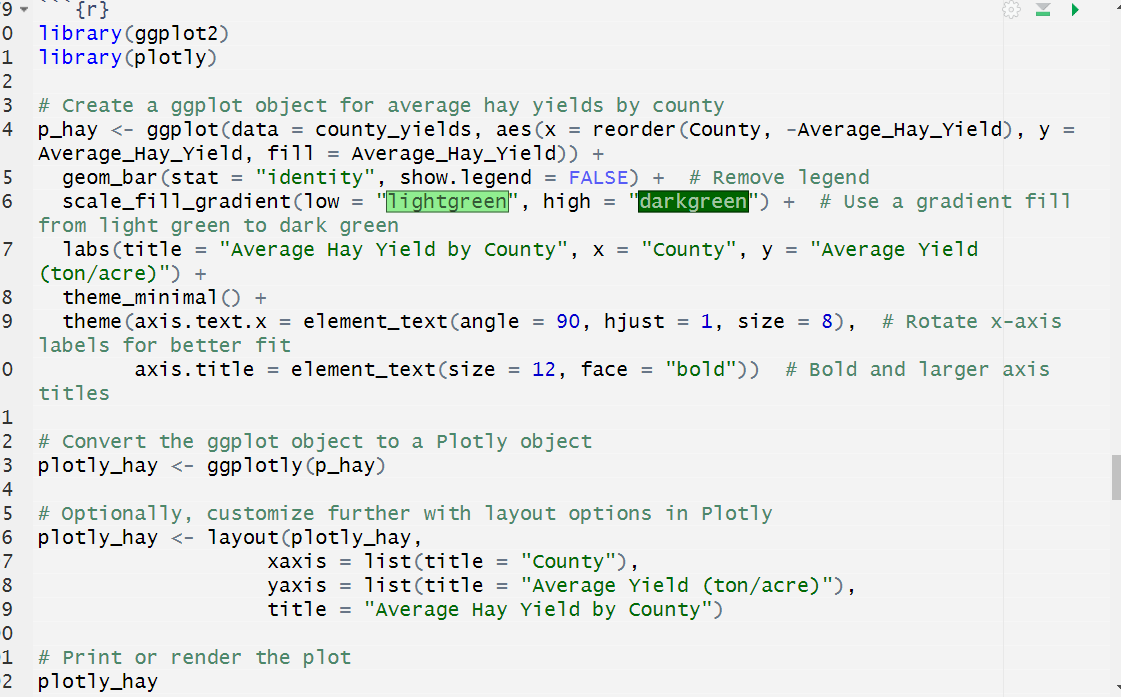 9 ```{r}
0 library(ggplot2)
1 library(plotly)
2
3 # Create a ggplot object for average hay yields by county
4 p_hay <- ggplot(data = county_yields, aes(x = reorder(County, -Average_Hay_Yield), y =
Average_Hay_Yield, fill = Average_Hay_Yield)) +
5   geom_bar(stat = "identity", show.legend = FALSE) +  # Remove legend
6   scale_fill_gradient(low = "lightgreen", high = "darkgreen") +  # Use a gradient fill
from light green to dark green
7   labs(title = "Average Hay Yield by County", x = "County", y = "Average Yield
(ton/acre)") +
8   theme_minimal() +
9   theme(axis.text.x = element_text(angle = 90, hjust = 1, size = 8),  # Rotate x-axis
labels for better fit
0         axis.title = element_text(size = 12, face = "bold"))  # Bold and larger axis
titles
1
2 # Convert the ggplot object to a Plotly object
3 plotly_hay <- ggplotly(p_hay)
4
5 # Optionally, customize further with layout options in Plotly
6 plotly_hay <- layout(plotly_hay,
7                    xaxis = list(title = "County"),
8                    yaxis = list(title = "Average Yield (ton/acre)"),
9                    title = "Average Hay Yield by County")
0
1 # Print or render the plot
2 plotly_hay